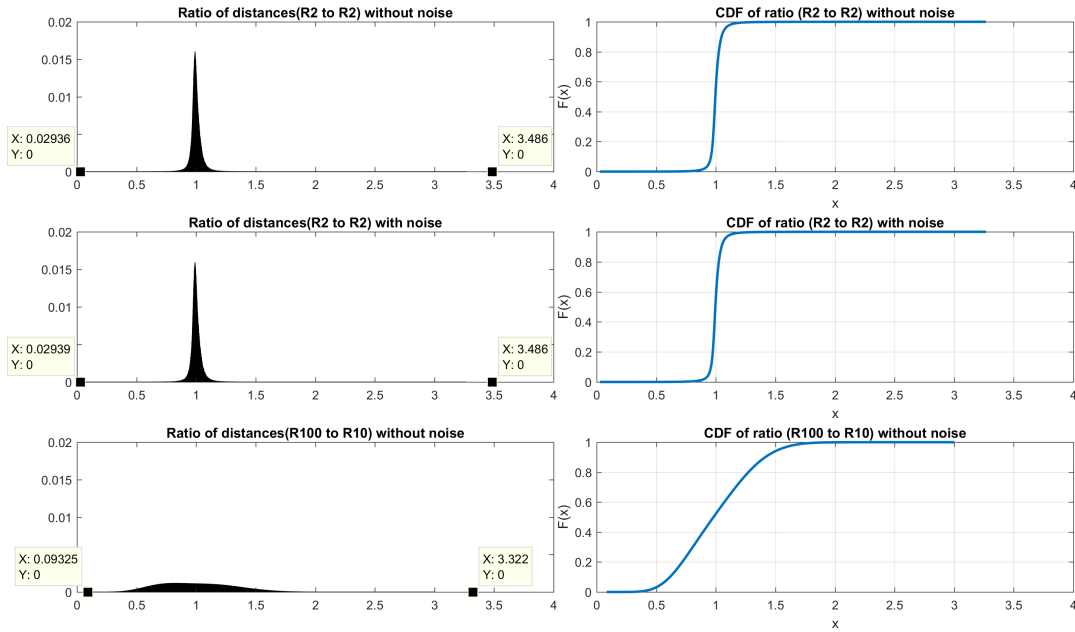 Ratio of distances(R2 to R2) without noise
0.02
0.015
0.01
0
X: 0.02936
Y: 0
X: 3.486
Y: 0
0 0.5 1 1.5 2 2.5 3 3.5 4
CDF of ratio (R2 to R2) without noise
F(x)
1
0.8
0.6
0.4
0.2
0
0 0.5 1 1.5 2 2.5 3 3.5 4
x
Ratio of distances(R2 to R2) with noise
0.02
0.015
0.01
0
X: 0.02939
Y: 0
X: 3.486
Y: 0
0 0.5 1 1.5 2 2.5 3 3.5 4
CDF of ratio (R2 to R2) with noise
F(x)
1
0.8
0.6
0.4
0.2
0
0 0.5 1 1.5 2 2.5 3 3.5 4
x
Ratio of distances(R100 to R10) without noise
0.02
0.015
0.01
0
X: 0.09325
Y: 0
X: 3.322
Y: 0
0 0.5 1 1.5 2 2.5 3 3.5 4
CDF of ratio (R100 to R10) without noise
F(x)
1
0.8
0.6
0.4
0.2
0
0 0.5 1 1.5 2 2.5 3 3.5 4
x